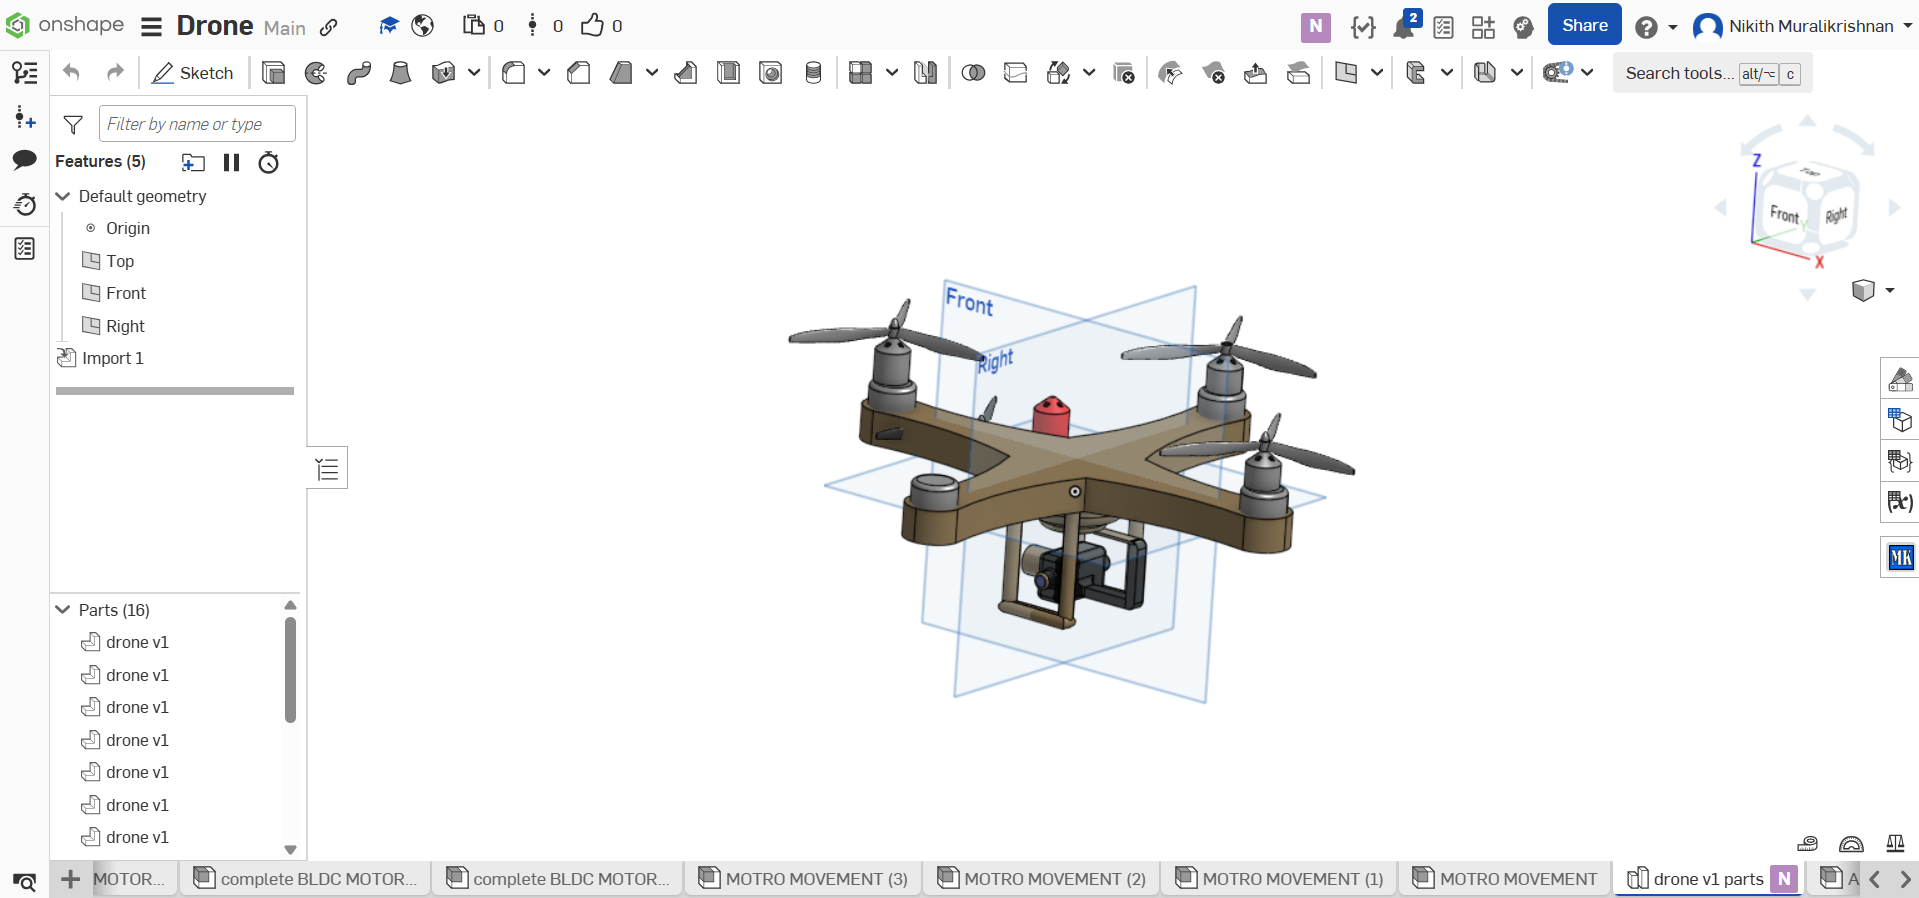 onshape Drone Main 0 0 0 N 2 Share Nikith Muralikrishnan
Sketch Search tools... alt/⌥ c
Filter by name or type
Features (5)
Default geometry
Origin
Top
Front
Right
Import 1
Parts (16)
drone v1
drone v1
drone v1
drone v1
drone v1
drone v1
drone v1
Front
Right
Z
Top
Front
Right
Y
X
(x)
MK
MOTOR... complete BLDC MOTOR... complete BLDC MOTOR... MOTRO MOVEMENT (3) MOTRO MOVEMENT (2) MOTRO MOVEMENT (1) MOTRO MOVEMENT drone v1 parts N A